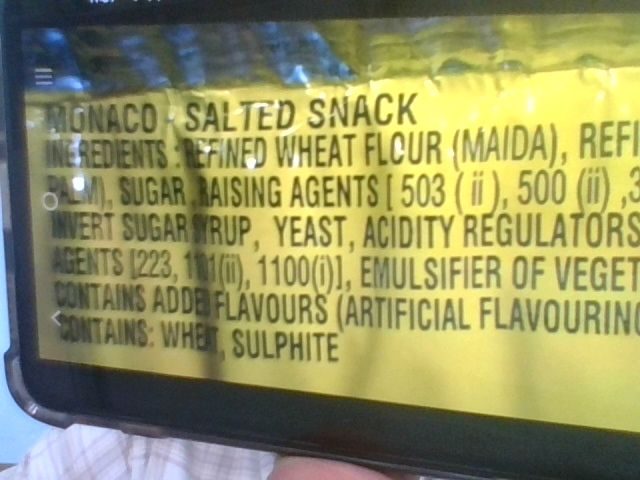 MONACO - SALTED SNACK
INGREDIENTS : REFINED WHEAT FLOUR (MAIDA), REFI
PALM), SUGAR, RAISING AGENTS [ 503 (ii), 500 (ii) ,3
INVERT SUGAR SYRUP, YEAST, ACIDITY REGULATORS
AGENTS [223, 1101(ii), 1100(i)], EMULSIFIER OF VEGET
CONTAINS ADDED FLAVOURS (ARTIFICIAL FLAVOURING
CONTAINS: WHEAT, SULPHITE